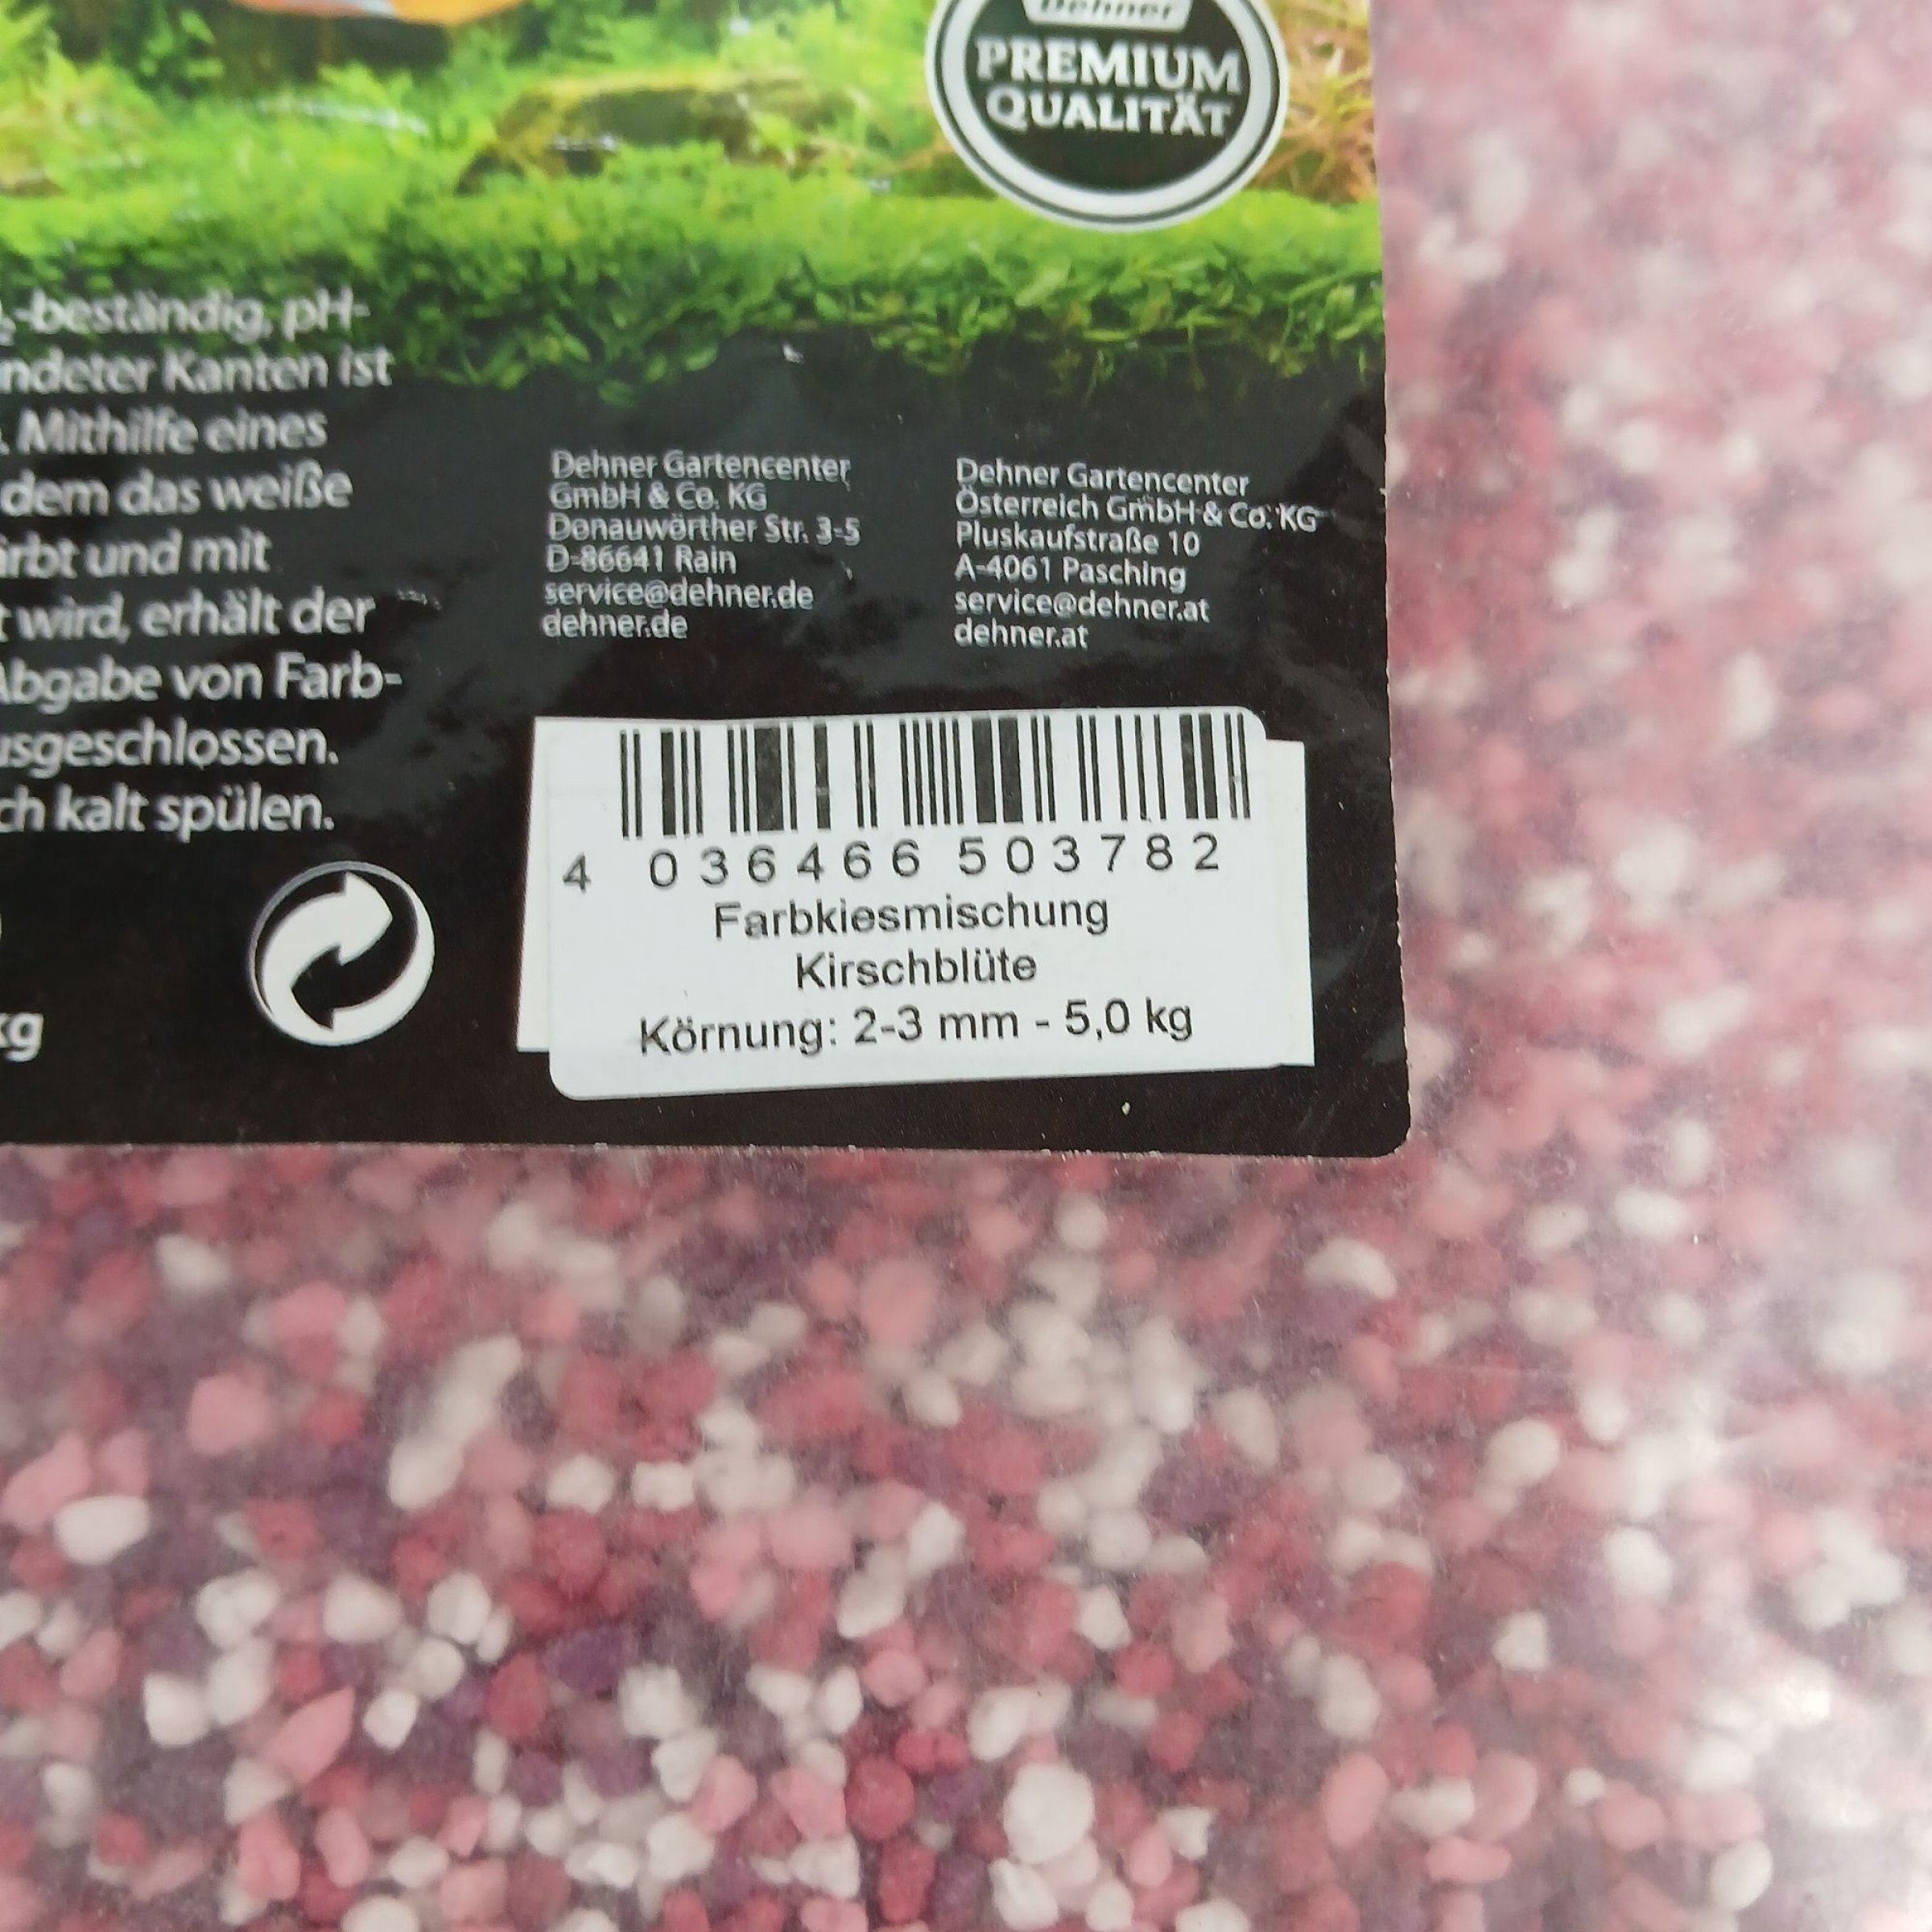 Dehner
PREMIUM
QUALITÄT
-beständig, pH-
ndeter Kanten ist
. Mithilfe eines
dem das weiße
ärbt und mit
t wird, erhält der
Abgabe von Farb-
usgeschlossen.
ch kalt spülen.
kg
Dehner Gartencenter
GmbH & Co. KG
Donauwörther Str. 3-5
D-86641 Rain
service@dehner.de
dehner.de
Dehner Gartencenter
Österreich GmbH & Co. KG
Pluskaufstraße 10
A-4061 Pasching
service@dehner.at
dehner.at
4 036466 503782
Farbkiesmischung
Kirschblüte
Körnung: 2-3 mm - 5,0 kg